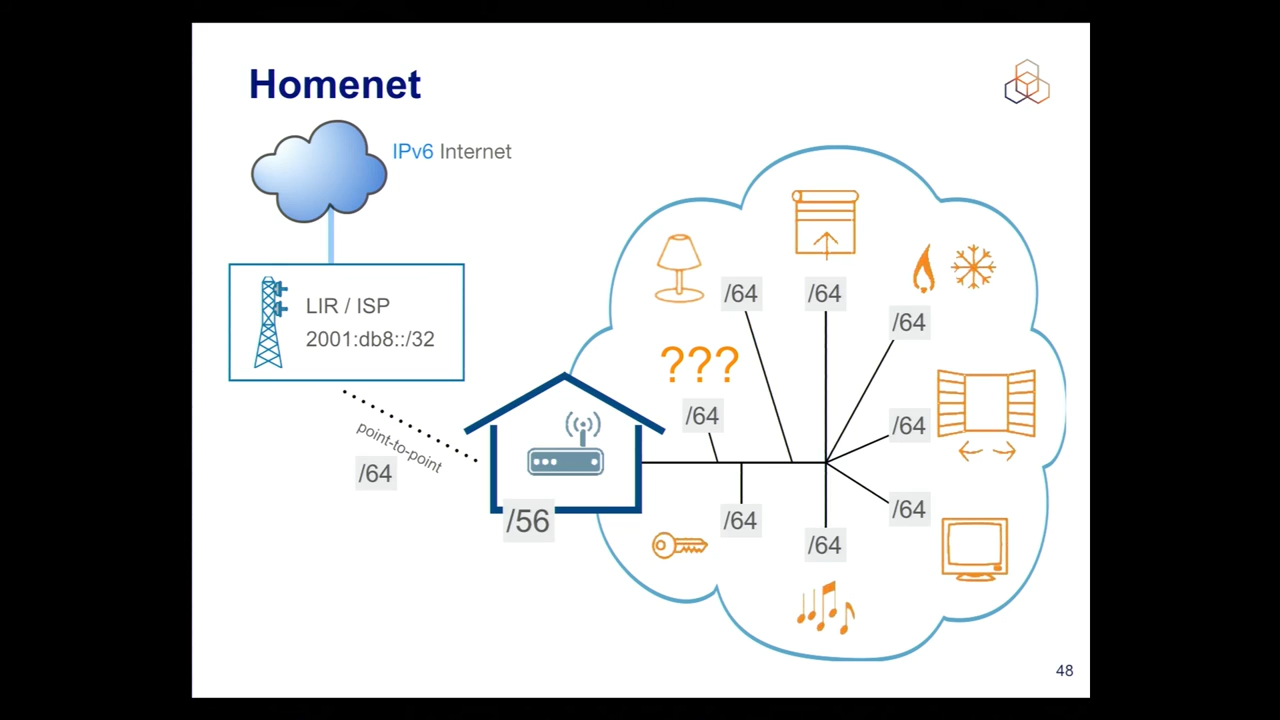 Homenet
IPv6 Internet
LIR / ISP
2001:db8::/32
point-to-point
/64
/56
???
/64
/64
/64
/64
/64
/64
/64
/64
48